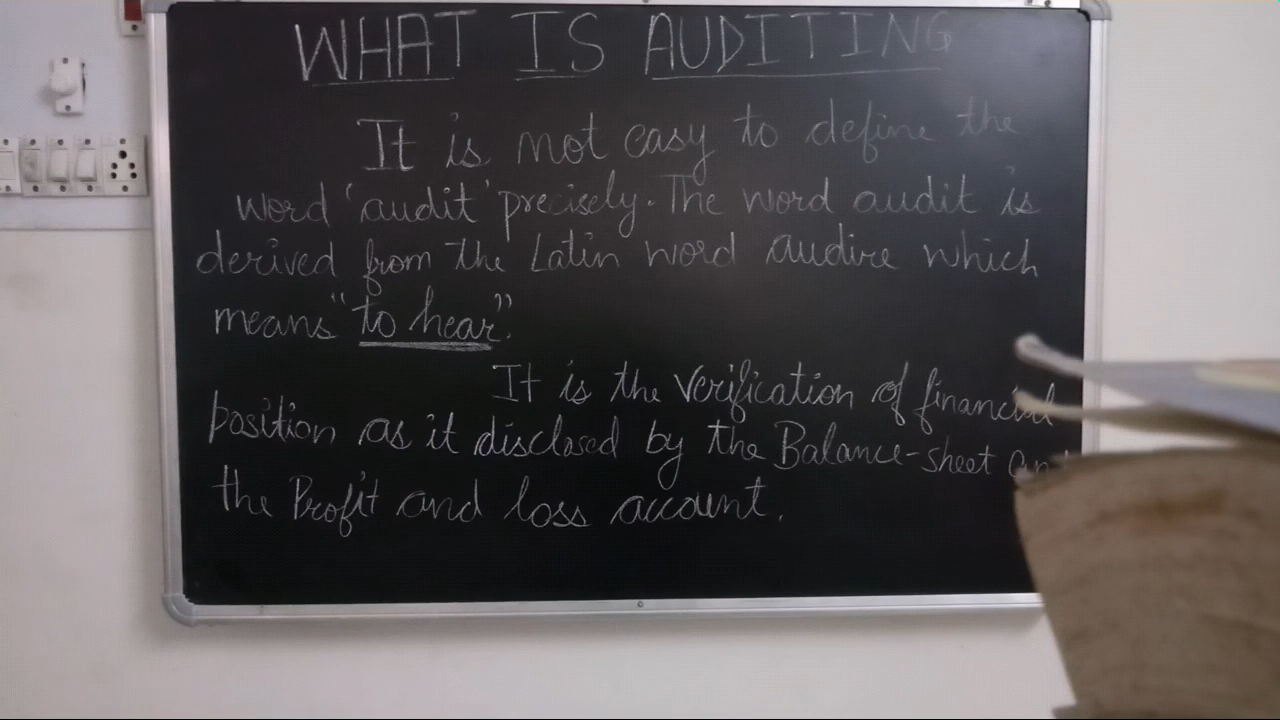 WHAT IS AUDITING
It is not easy to define the
word 'audit' precisely. The word audit is
derived from the Latin word audire which
means "to hear".
It is the verification of financial
position as it disclosed by the Balance-sheet and
the Profit and loss account.